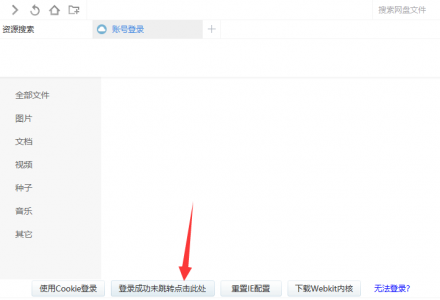 搜索网盘文件
资源搜索
账号登录
全部文件
图片
文档
视频
种子
音乐
其它
使用Cookie登录
登录成功未跳转点击此处
重置IE配置
下载Webkit内核
无法登录?